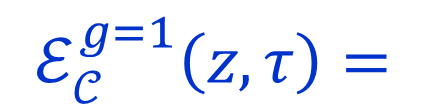 ℰ_𝒞^{g=1}(z, τ) =